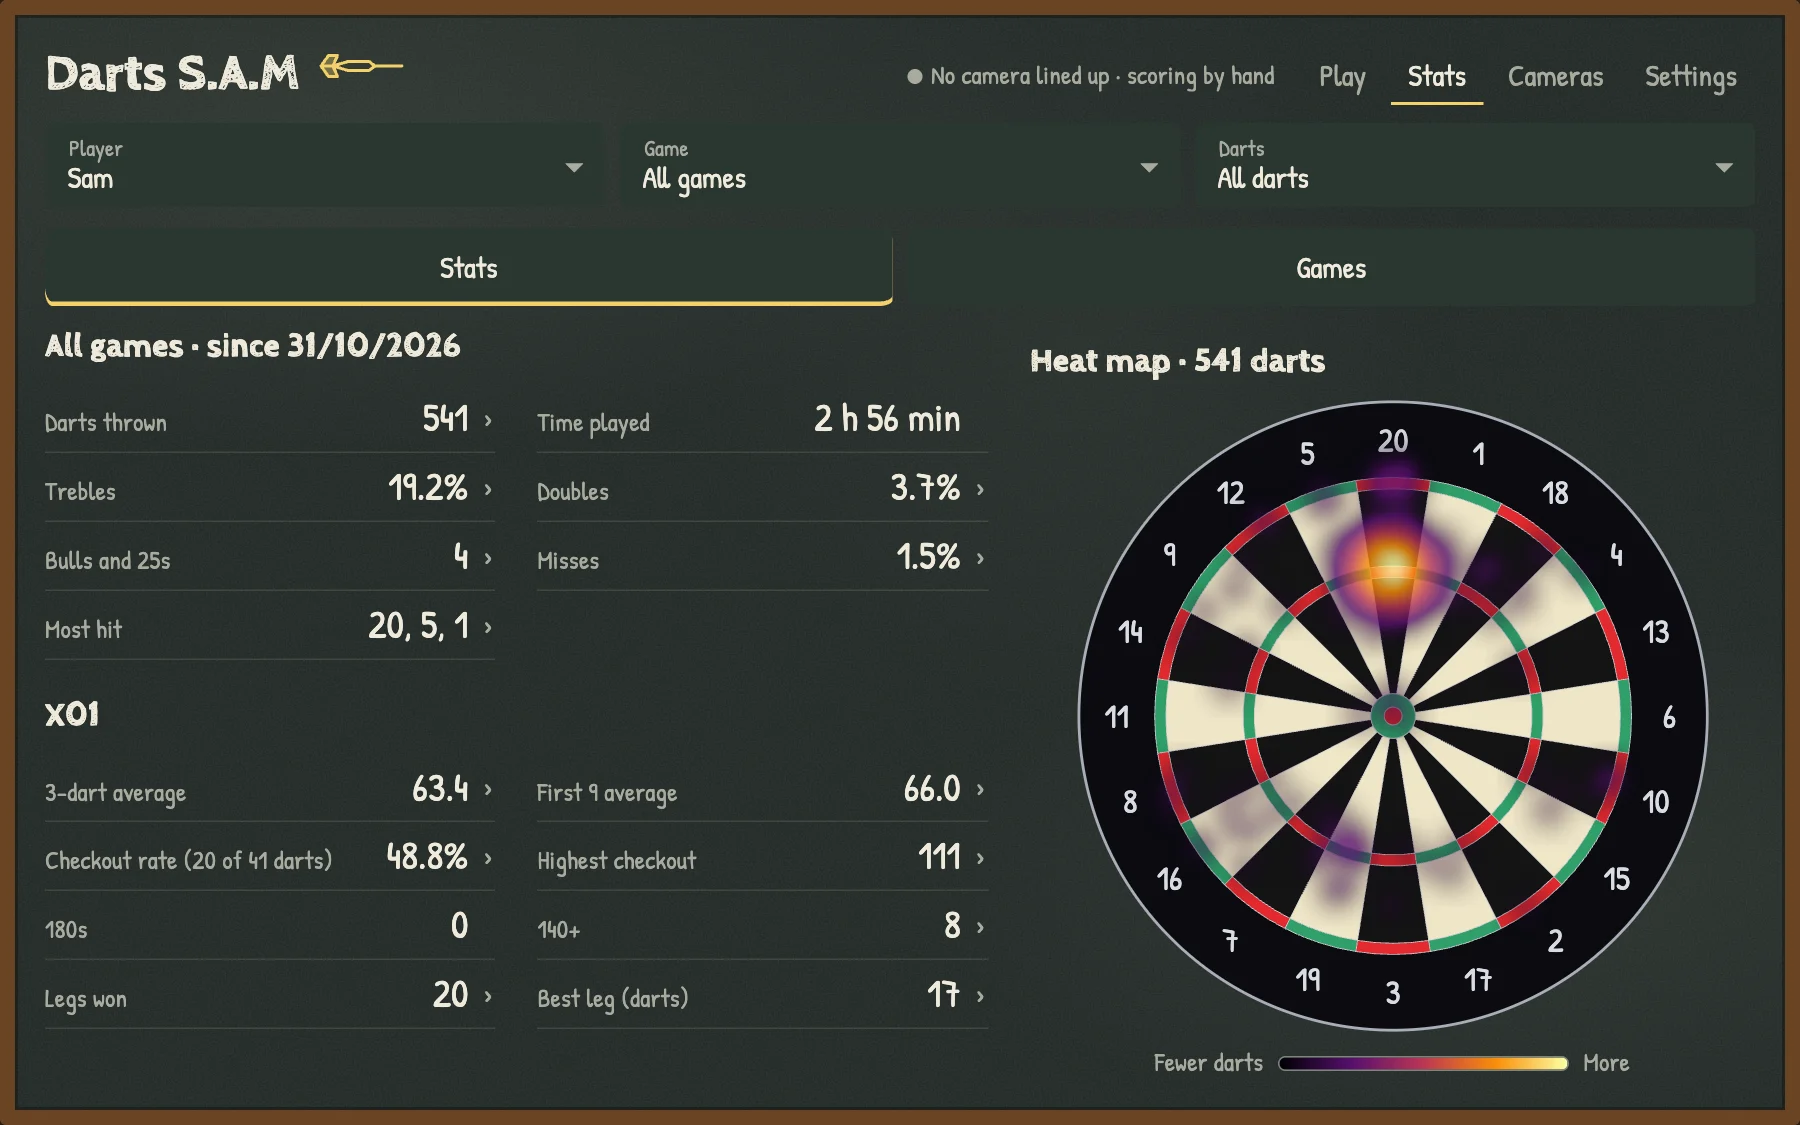 Darts S.A.M
No camera lined up · scoring by hand
Play
Stats
Cameras
Settings
Player
Sam
Game
All games
Darts
All darts
Stats
Games
All games · since 31/10/2026
Darts thrown 541 ›
Time played 2 h 56 min
Trebles 19.2% ›
Doubles 3.7% ›
Bulls and 25s 4 ›
Misses 1.5% ›
Most hit 20, 5, 1 ›
X01
3-dart average 63.4 ›
First 9 average 66.0 ›
Checkout rate (20 of 41 darts) 48.8% ›
Highest checkout 111 ›
180s 0
140+ 8 ›
Legs won 20 ›
Best leg (darts) 17 ›
Heat map · 541 darts
20
1
18
4
13
6
10
15
2
17
3
19
7
16
8
11
14
9
12
5
Fewer darts
More